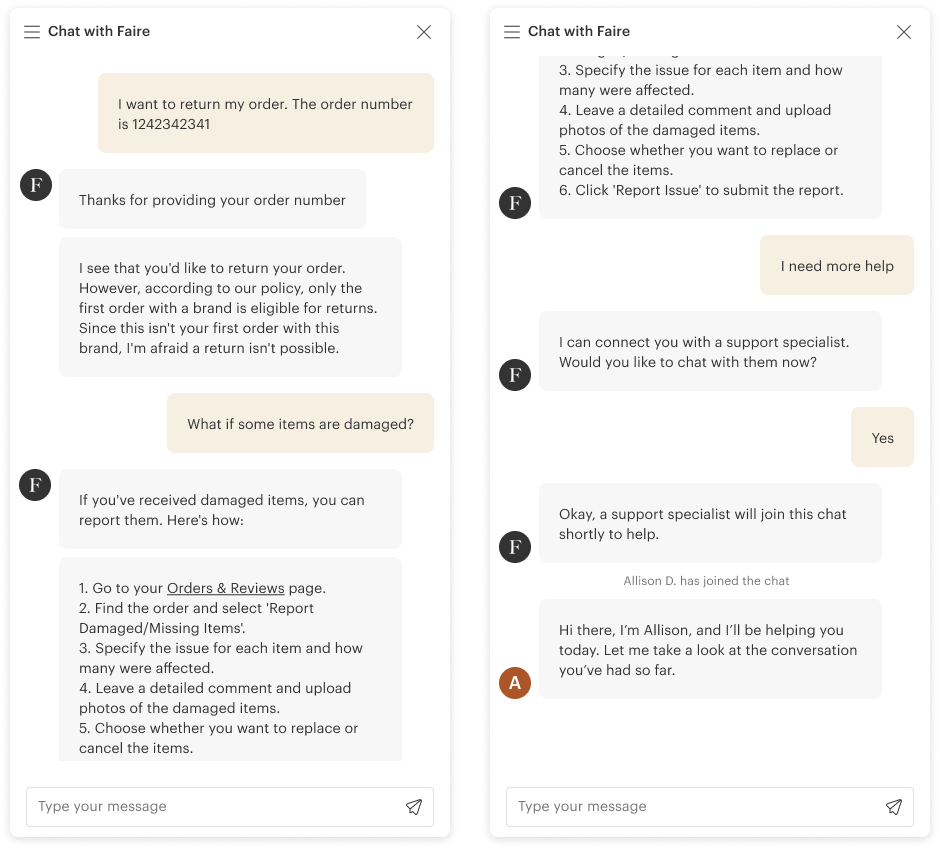 Chat with Faire
I want to return my order. The order number
is 1242342341
F
Thanks for providing your order number
I see that you'd like to return your order.
However, according to our policy, only the
first order with a brand is eligible for returns.
Since this isn't your first order with this
brand, I'm afraid a return isn't possible.
What if some items are damaged?
F
If you've received damaged items, you can
report them. Here's how:
1. Go to your Orders & Reviews page.
2. Find the order and select 'Report
Damaged/Missing Items'.
3. Specify the issue for each item and how
many were affected.
4. Leave a detailed comment and upload
photos of the damaged items.
5. Choose whether you want to replace or
cancel the items.
Type your message
Chat with Faire
3. Specify the issue for each item and how
many were affected.
4. Leave a detailed comment and upload
photos of the damaged items.
5. Choose whether you want to replace or
cancel the items.
6. Click 'Report Issue' to submit the report.
F
I need more help
I can connect you with a support specialist.
Would you like to chat with them now?
F
Yes
Okay, a support specialist will join this chat
shortly to help.
F
Allison D. has joined the chat
Hi there, I’m Allison, and I’ll be helping you
today. Let me take a look at the conversation
you’ve had so far.
A
Type your message